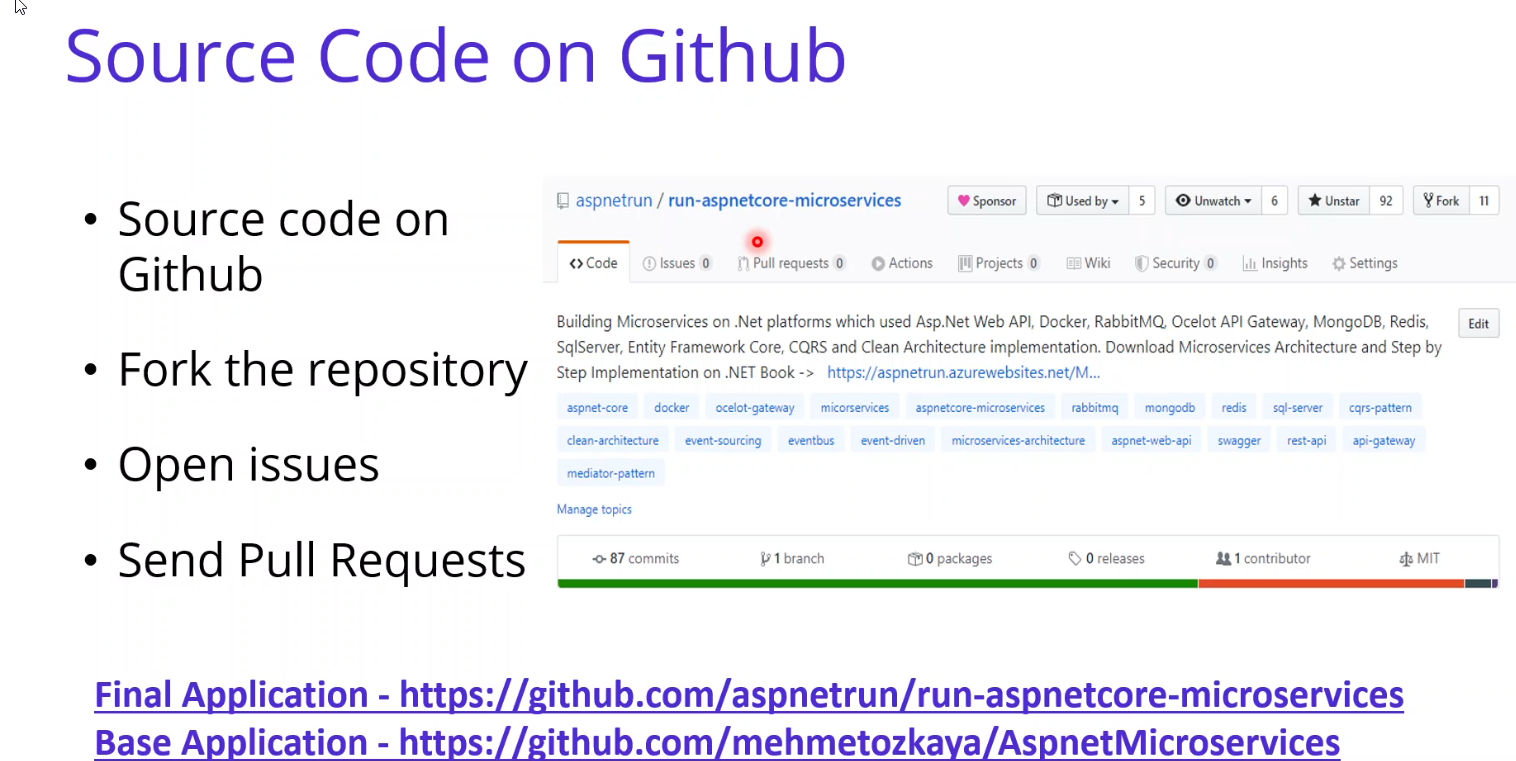 Source Code on Github
• Source code on
Github
• Fork the repository
• Open issues
• Send Pull Requests
aspnetrun / run-aspnetcore-microservices
Sponsor Used by 5 Unwatch 6 Unstar 92 Fork 11
Code Issues 0 Pull requests 0 Actions Projects 0 Wiki Security 0 Insights Settings
Building Microservices on .Net platforms which used Asp.Net Web API, Docker, RabbitMQ, Ocelot API Gateway, MongoDB, Redis,
SqlServer, Entity Framework Core, CQRS and Clean Architecture implementation. Download Microservices Architecture and Step by
Step Implementation on .NET Book -> https://aspnetrun.azurewebsites.net/M...
Edit
aspnet-core docker ocelot-gateway micorservices aspnetcore-microservices rabbitmq mongodb redis sql-server cqrs-pattern
clean-architecture event-sourcing eventbus event-driven microservices-architecture aspnet-web-api swagger rest-api api-gateway
mediator-pattern
Manage topics
87 commits 1 branch 0 packages 0 releases 1 contributor MIT
Final Application - https://github.com/aspnetrun/run-aspnetcore-microservices
Base Application - https://github.com/mehmetozkaya/AspnetMicroservices